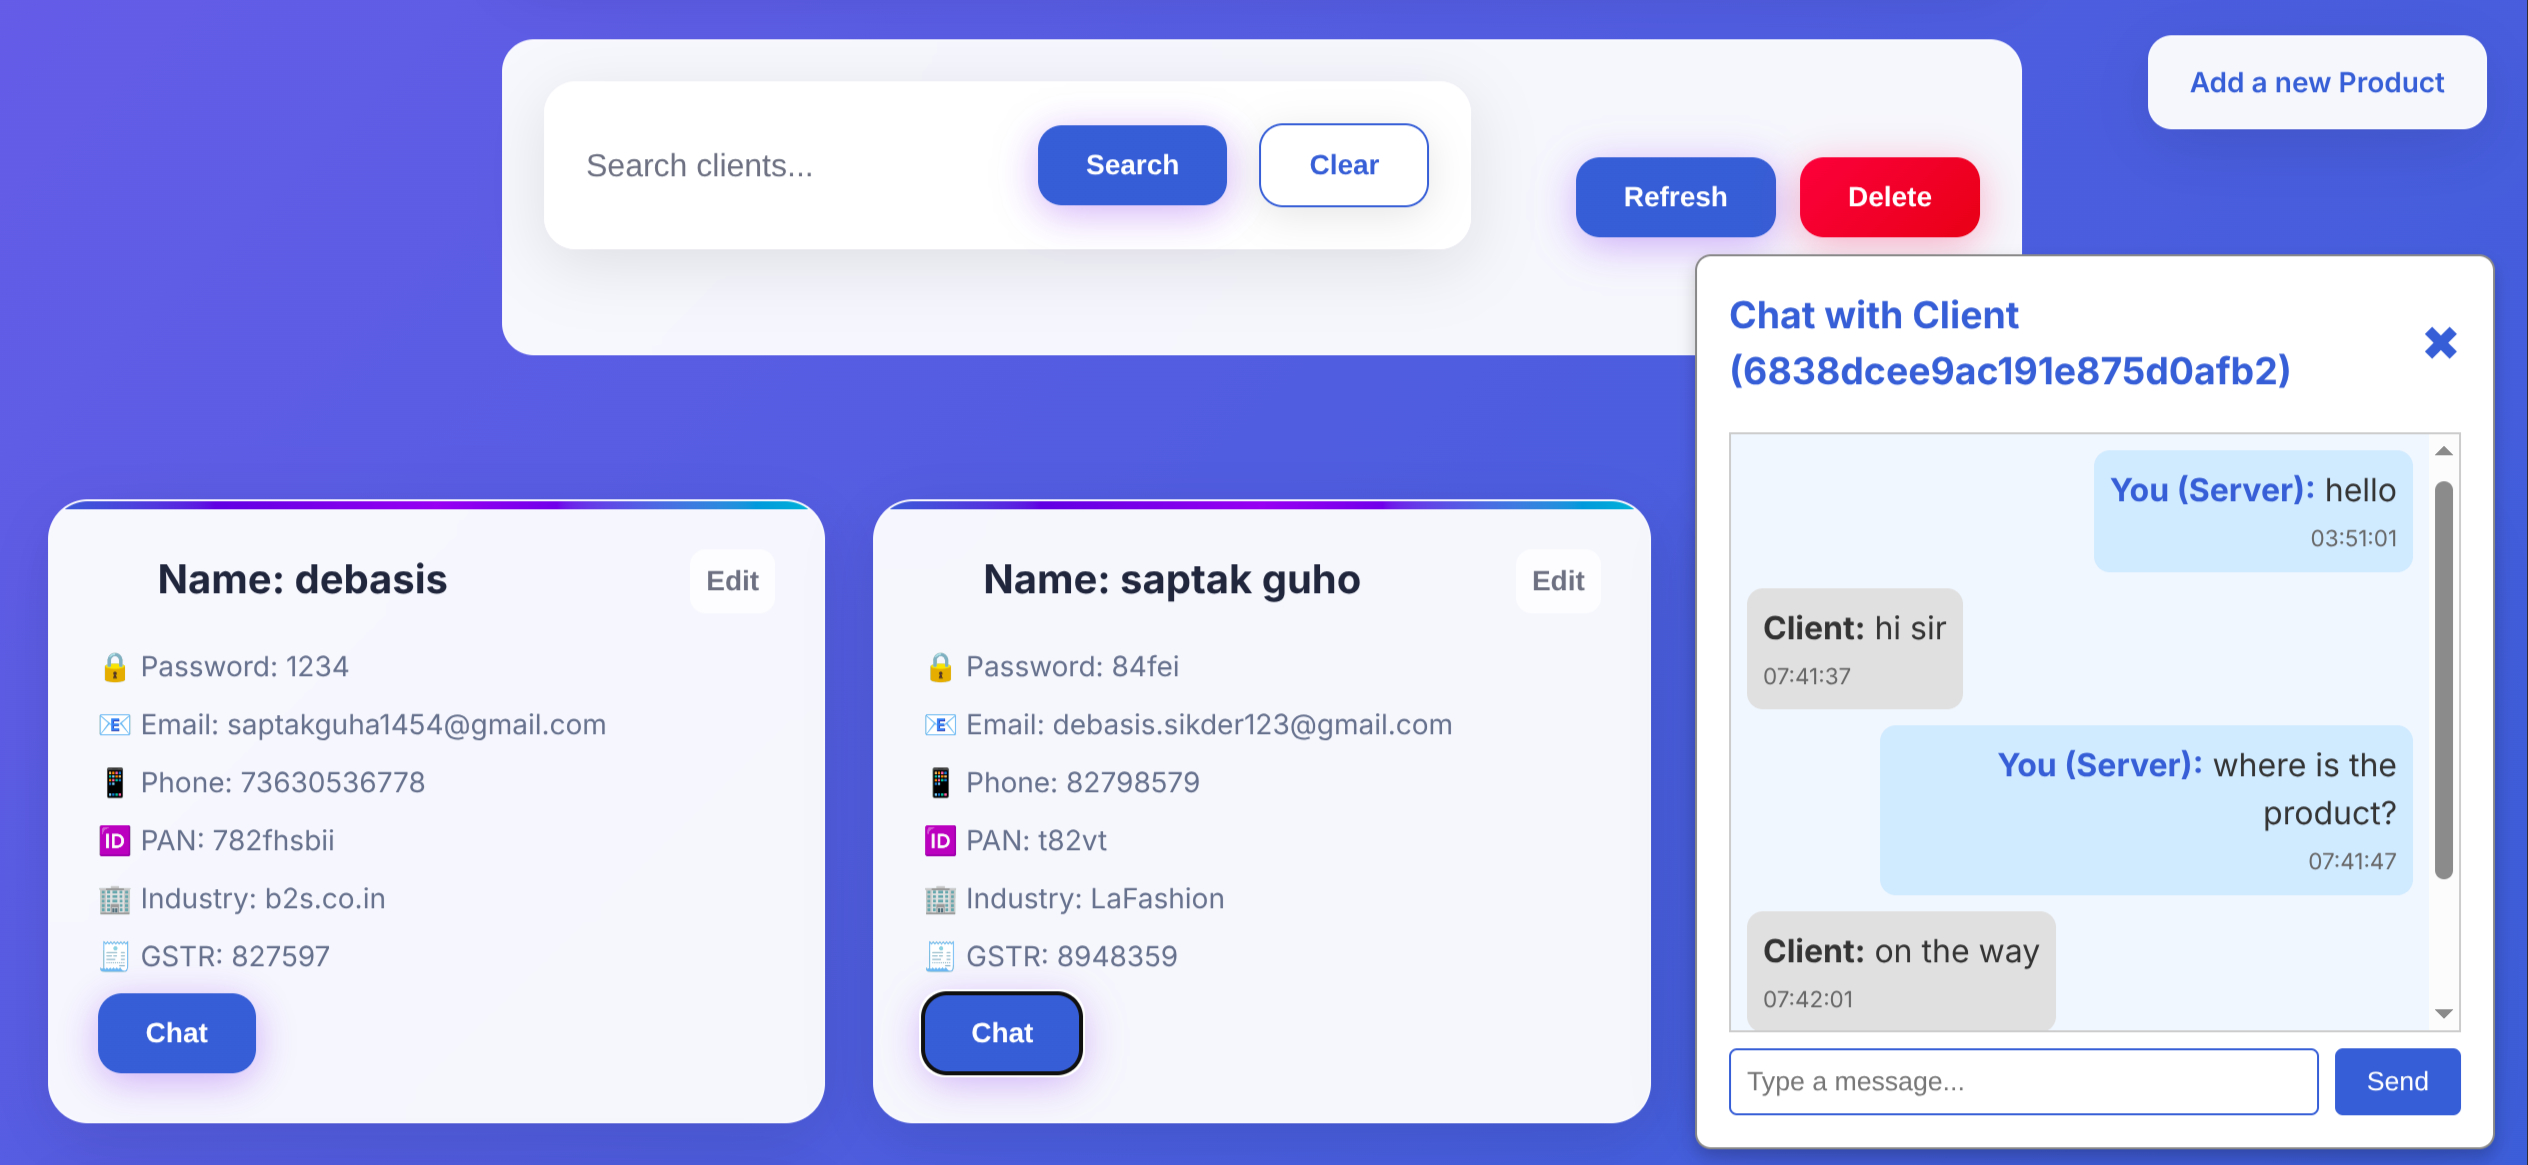 Add a new Product
Search clients...
Search
Clear
Refresh
Delete
Name: debasis
Edit
🔒 Password: 1234
📧 Email: saptakguha1454@gmail.com
📱 Phone: 73630536778
🆔 PAN: 782fhsbii
🏢 Industry: b2s.co.in
🧾 GSTR: 827597
Chat
Name: saptak guho
Edit
🔒 Password: 84fei
📧 Email: debasis.sikder123@gmail.com
📱 Phone: 82798579
🆔 PAN: t82vt
🏢 Industry: LaFashion
🧾 GSTR: 8948359
Chat
Chat with Client
(6838dcee9ac191e875d0afb2)
✖
You (Server): hello
03:51:01
Client: hi sir
07:41:37
You (Server): where is the
product?
07:41:47
Client: on the way
07:42:01
Type a message...
Send